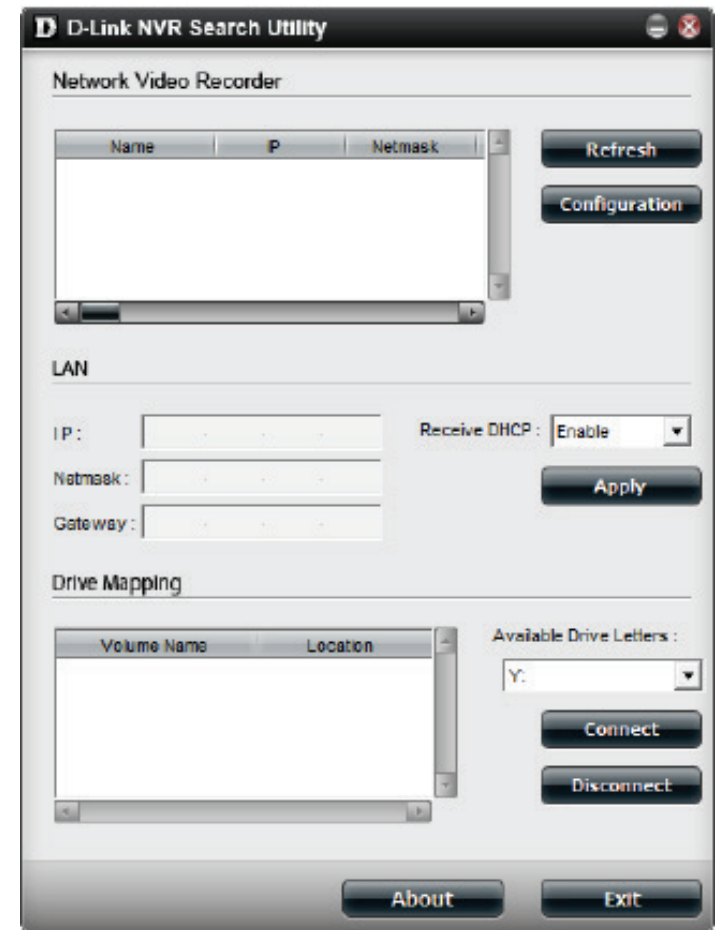 D D-Link NVR Search Utility
Network Video Recorder
Name IP Netmask
Refresh
Configuration
LAN
IP :
Receive DHCP : Enable
Netmask :
Apply
Gateway :
Drive Mapping
Volume Name Location
Available Drive Letters :
Y:
Connect
Disconnect
About Exit